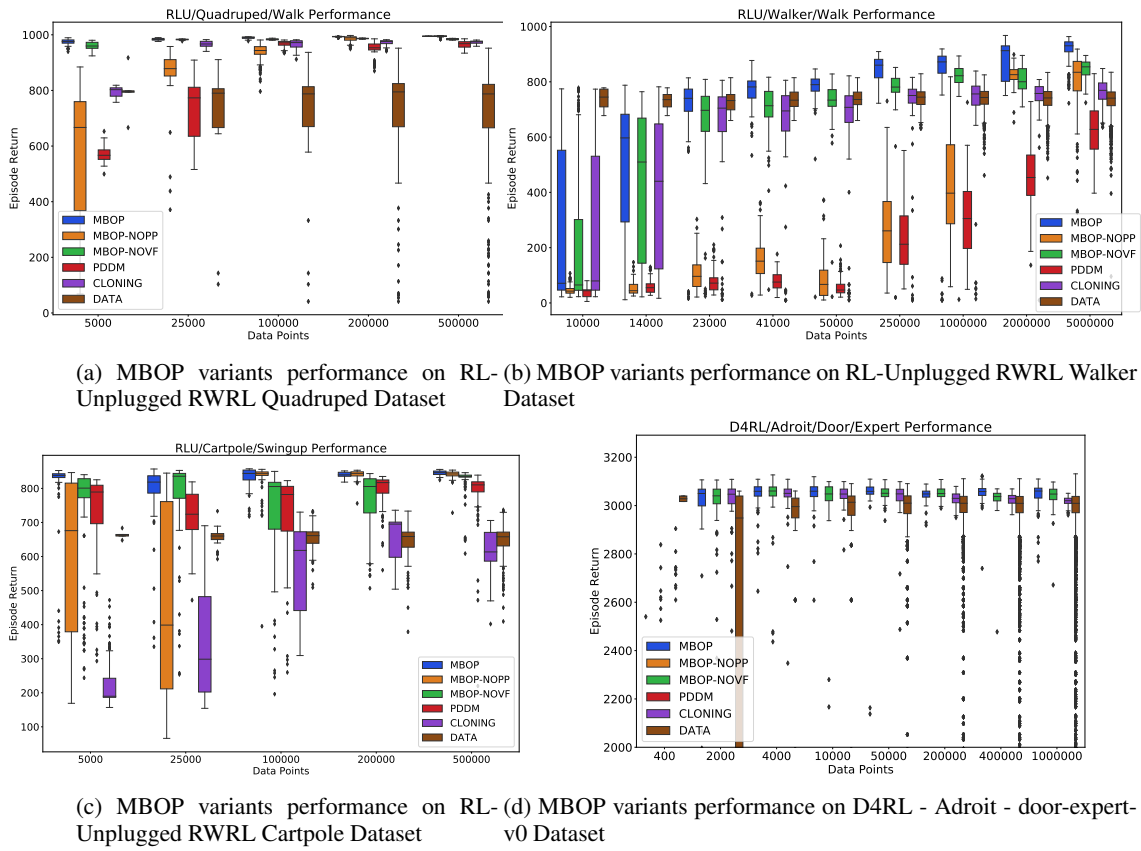 RLU/Quadruped/Walk Performance
1000
800
600
400
200
0
Episode Return
MBOP
MBOP-NOPP
MBOP-NOVF
PDDM
CLONING
DATA
5000
25000
100000
200000
500000
Data Points
(a) MBOP variants performance on RL-
Unplugged RWRL Quadruped Dataset
RLU/Walker/Walk Performance
1000
800
600
400
200
0
Episode Return
MBOP
MBOP-NOPP
MBOP-NOVF
PDDM
CLONING
DATA
10000
14000
23000
41000
50000
250000
1000000
2000000
5000000
Data Points
(b) MBOP variants performance on RL-Unplugged RWRL Walker
Dataset
RLU/Cartpole/Swingup Performance
800
700
600
500
400
300
200
100
Episode Return
MBOP
MBOP-NOPP
MBOP-NOVF
PDDM
CLONING
DATA
5000
25000
100000
200000
500000
Data Points
(c) MBOP variants performance on RL-
Unplugged RWRL Cartpole Dataset
D4RL/Adroit/Door/Expert Performance
3200
3000
2800
2600
2400
2200
2000
Episode Return
MBOP
MBOP-NOPP
MBOP-NOVF
PDDM
CLONING
DATA
400
2000
4000
10000
50000
200000
400000
1000000
Data Points
(d) MBOP variants performance on D4RL - Adroit - door-expert-
v0 Dataset